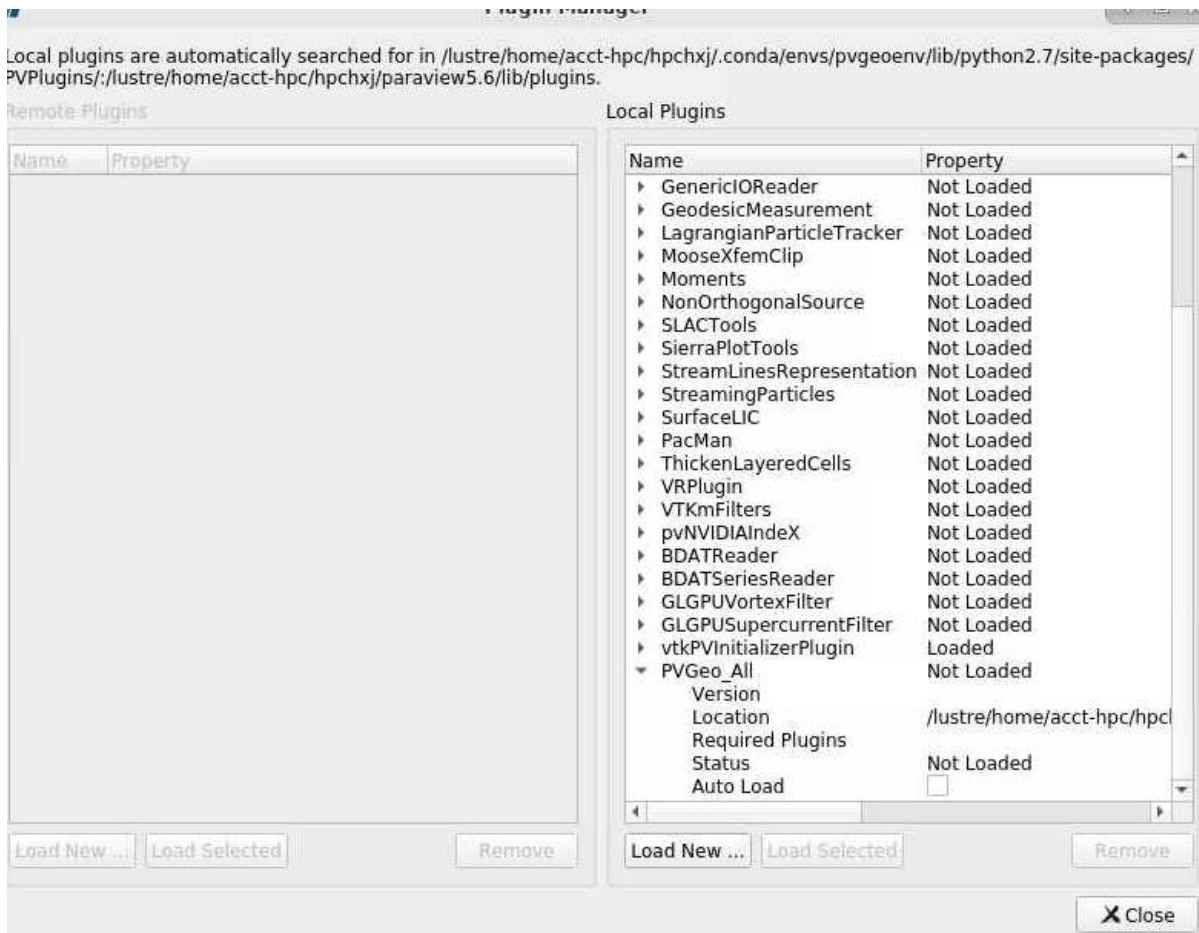 Plugin Manager
Local plugins are automatically searched for in /lustre/home/acct-hpc/hpchxj/.conda/envs/pvgeoenv/lib/python2.7/site-packages/
PVPlugins/:/lustre/home/acct-hpc/hpchxj/paraview5.6/lib/plugins.
Remote Plugins
Name Property
Load New ... Load Selected Remove
Local Plugins
Name Property
GenericIOReader Not Loaded
GeodesicMeasurement Not Loaded
LagrangianParticleTracker Not Loaded
MooseXfemClip Not Loaded
Moments Not Loaded
NonOrthogonalSource Not Loaded
SLACTools Not Loaded
SierraPlotTools Not Loaded
StreamLinesRepresentation Not Loaded
StreamingParticles Not Loaded
SurfaceLIC Not Loaded
PacMan Not Loaded
ThickenLayeredCells Not Loaded
VRPlugin Not Loaded
VTKmFilters Not Loaded
pvNVIDIAIndeX Not Loaded
BDATReader Not Loaded
BDATSeriesReader Not Loaded
GLGPUVortexFilter Not Loaded
GLGPUSupercurrentFilter Not Loaded
vtkPVInitializerPlugin Loaded
PVGeo_All Not Loaded
Version
Location /lustre/home/acct-hpc/hpcl
Required Plugins
Status Not Loaded
Auto Load
Load New ... Load Selected Remove
Close